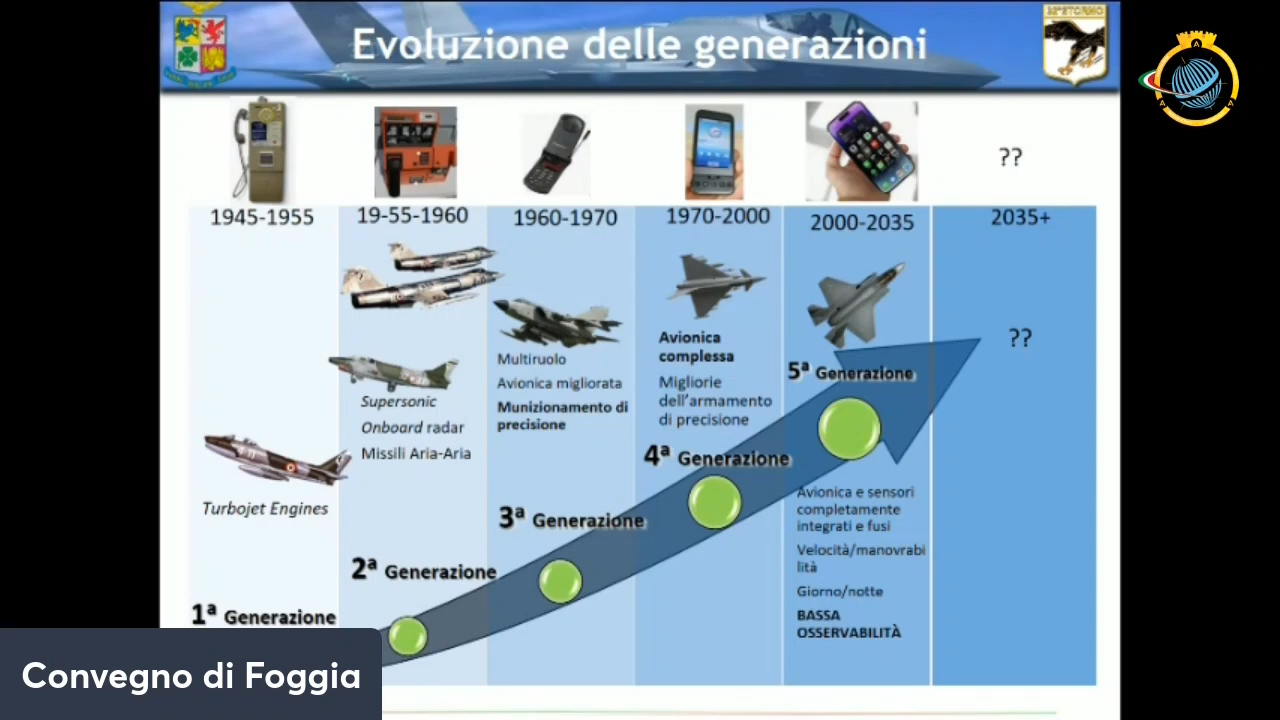 Evoluzione delle generazioni
32°STORMO
??
1945-1955
19-55-1960
1960-1970
1970-2000
2000-2035
2035+
Turbojet Engines
1ª Generazione
Supersonic
Onboard radar
Missili Aria-Aria
2ª Generazione
Multiruolo
Avionica migliorata
Munizionamento di
precisione
3ª Generazione
Avionica
complessa
Migliorie
dell'armamento
di precisione
4ª Generazione
5ª Generazione
Avionica e sensori
completamente
integrati e fusi
Velocità/manovrabi
lità
Giorno/notte
BASSA
OSSERVABILITÀ
??
Convegno di Foggia